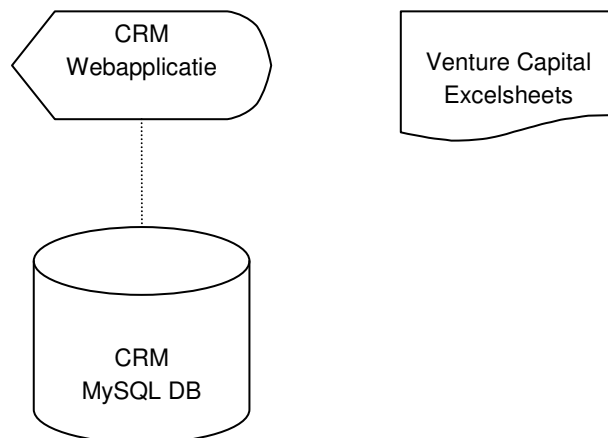 CRM
Webapplicatie
Venture Capital
Excelsheets
CRM
MySQL DB